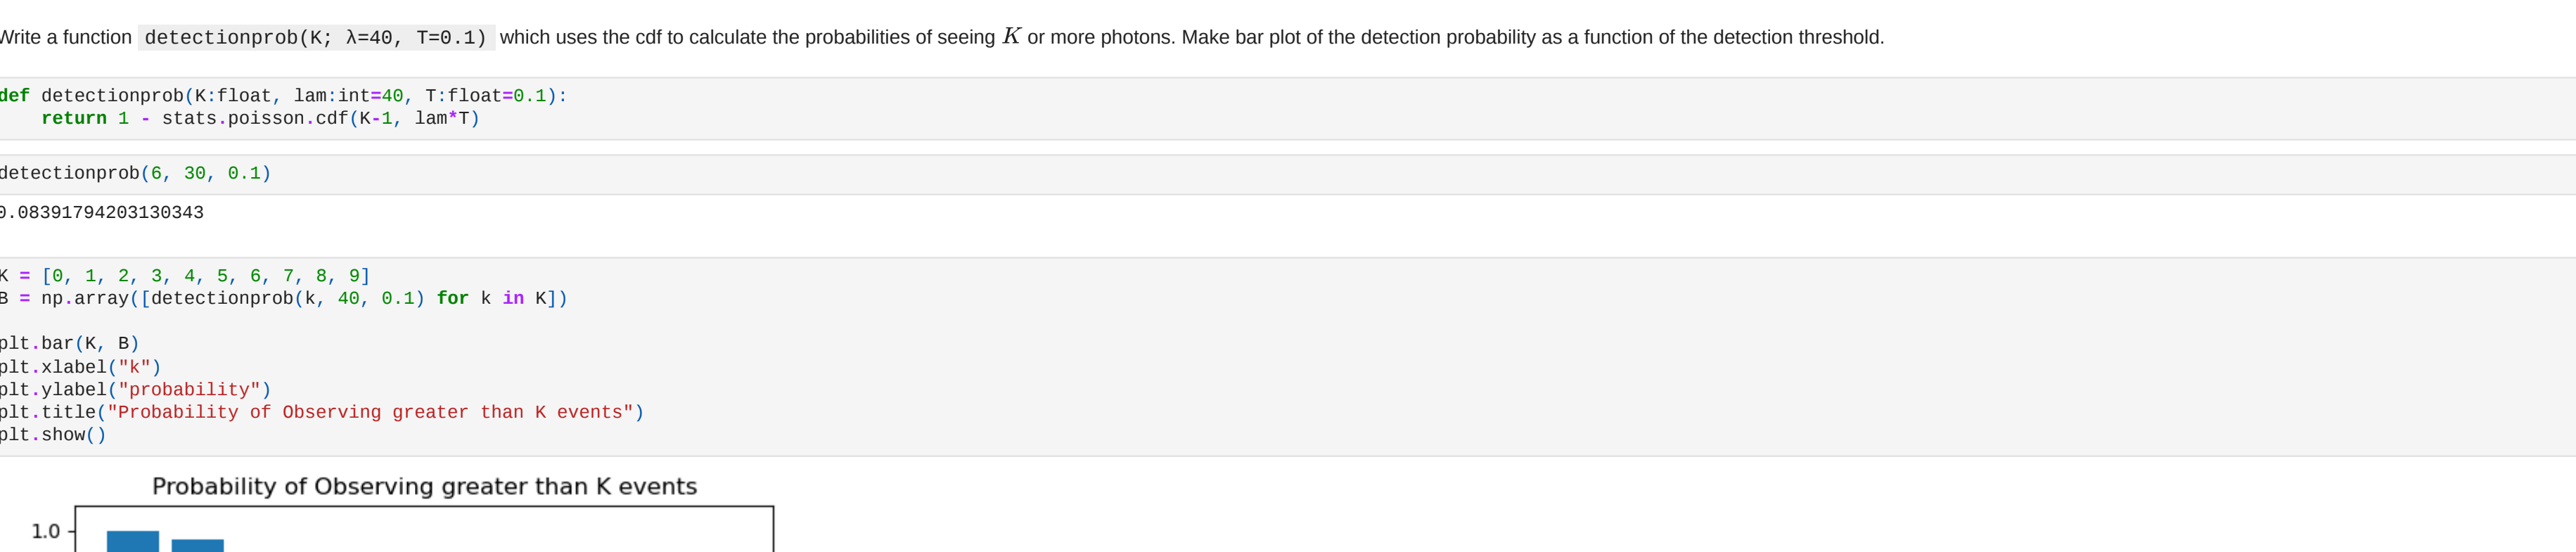 Write a function detectionprob(K; λ=40, T=0.1) which uses the cdf to calculate the probabilities of seeing K or more photons. Make bar plot of the detection probability as a function of the detection threshold.
def detectionprob(K:float, lam:int=40, T:float=0.1):
    return 1 - stats.poisson.cdf(K-1, lam*T)
detectionprob(6, 30, 0.1)
0.08391794203130343
K = [0, 1, 2, 3, 4, 5, 6, 7, 8, 9]
B = np.array([detectionprob(k, 40, 0.1) for k in K])
plt.bar(K, B)
plt.xlabel("k")
plt.ylabel("probability")
plt.title("Probability of Observing greater than K events")
plt.show()
Probability of Observing greater than K events
1.0